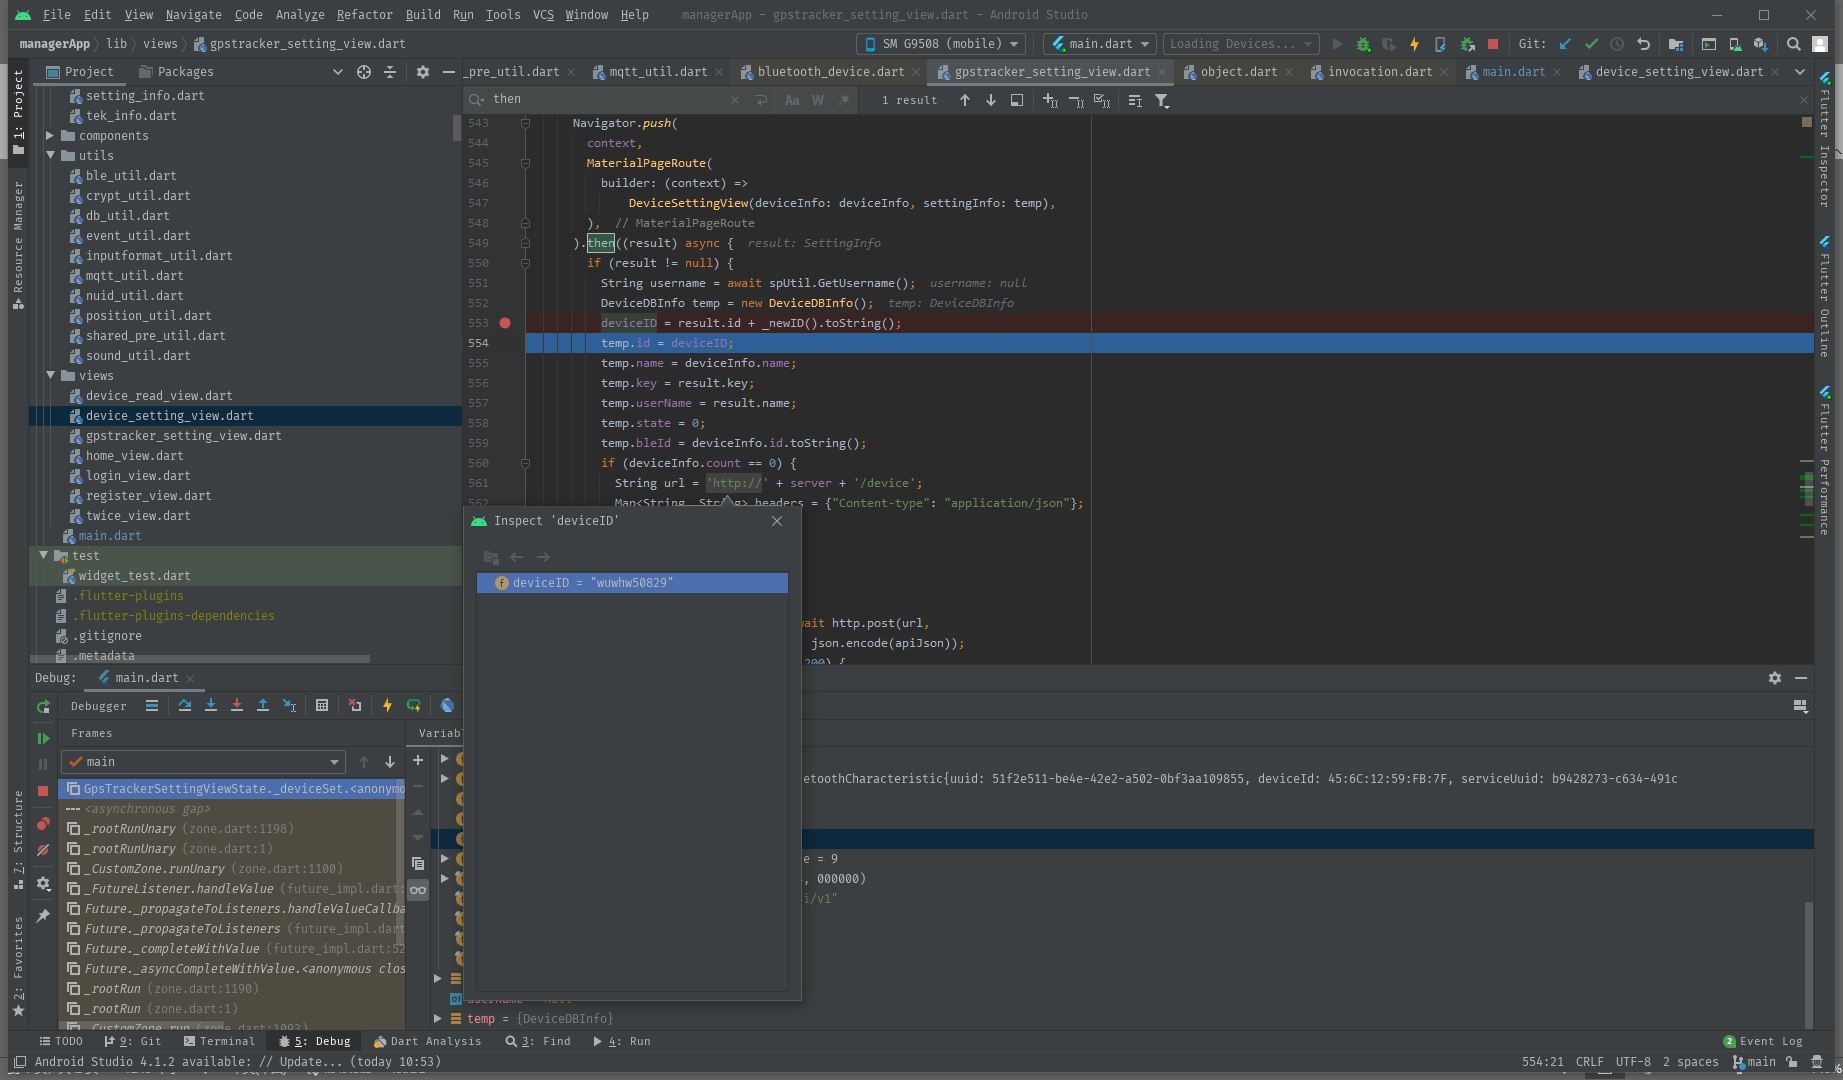 File Edit View Navigate Code Analyze Refactor Build Run Tools VCS Window Help managerApp - gpstracker_setting_view.dart - Android Studio
managerApp lib views gpstracker_setting_view.dart SM G9508 (mobile) main.dart Loading Devices... Git:
Project Packages _pre_util.dart mqtt_util.dart bluetooth_device.dart gpstracker_setting_view.dart object.dart invocation.dart main.dart device_setting_view.dart
then Aa W .* 1 result
1: Project
Resource Manager
7: Structure
2: Favorites
setting_info.dart
tek_info.dart
components
utils
ble_util.dart
crypt_util.dart
db_util.dart
event_util.dart
inputformat_util.dart
mqtt_util.dart
nuid_util.dart
position_util.dart
shared_pre_util.dart
sound_util.dart
views
device_read_view.dart
device_setting_view.dart
gpstracker_setting_view.dart
home_view.dart
login_view.dart
register_view.dart
twice_view.dart
main.dart
test
widget_test.dart
.flutter-plugins
.flutter-plugins-dependencies
.gitignore
.metadata
543 Navigator.push(
544 context,
545 MaterialPageRoute(
546 builder: (context) =>
547 DeviceSettingView(deviceInfo: deviceInfo, settingInfo: temp),
548 ), // MaterialPageRoute
549 ).then((result) async { result: SettingInfo
550 if (result != null) {
551 String username = await spUtil.GetUsername(); username: null
552 DeviceDBInfo temp = new DeviceDBInfo(); temp: DeviceDBInfo
553 deviceID = result.id + _newID().toString();
554 temp.id = deviceID;
555 temp.name = deviceInfo.name;
556 temp.key = result.key;
557 temp.userName = result.name;
558 temp.state = 0;
559 temp.bleId = deviceInfo.id.toString();
560 if (deviceInfo.count == 0) {
561 String url = 'http://' + server + '/device';
562 Map<String, String> headers = {"Content-type": "application/json"};
ait http.post(url,
json.encode(apiJson));
200) {
Inspect 'deviceID'
deviceID = "wuwhw50829"
Flutter Inspector
Flutter Outline
Flutter Performance
Debug: main.dart
Debugger
Frames
main
GpsTrackerSettingViewState._deviceSet.<anonymo
<asynchronous gap>
_rootRunUnary (zone.dart:1198)
_rootRunUnary (zone.dart:1)
_CustomZone.runUnary (zone.dart:1100)
_FutureListener.handleValue (future_impl.dart:
Future._propagateToListeners.handleValueCallba
Future._propagateToListeners (future_impl.dart
Future._completeWithValue (future_impl.dart:52
Future._asyncCompleteWithValue.<anonymous clos
_rootRun (zone.dart:1190)
_rootRun (zone.dart:1)
_CustomZone.run (zone.dart:1093)
Variab
etoothCharacteristic{uuid: 51f2e511-be4e-42e2-a502-0bf3aa109855, deviceId: 45:6C:12:59:FB:7F, serviceUuid: b9428273-c634-491c
e = 9
, 000000)
i/v1"
temp = {DeviceDBInfo}
TODO 9: Git Terminal 5: Debug Dart Analysis 3: Find 4: Run 2 Event Log
Android Studio 4.1.2 available: // Update... (today 10:53) 554:21 CRLF UTF-8 2 spaces main